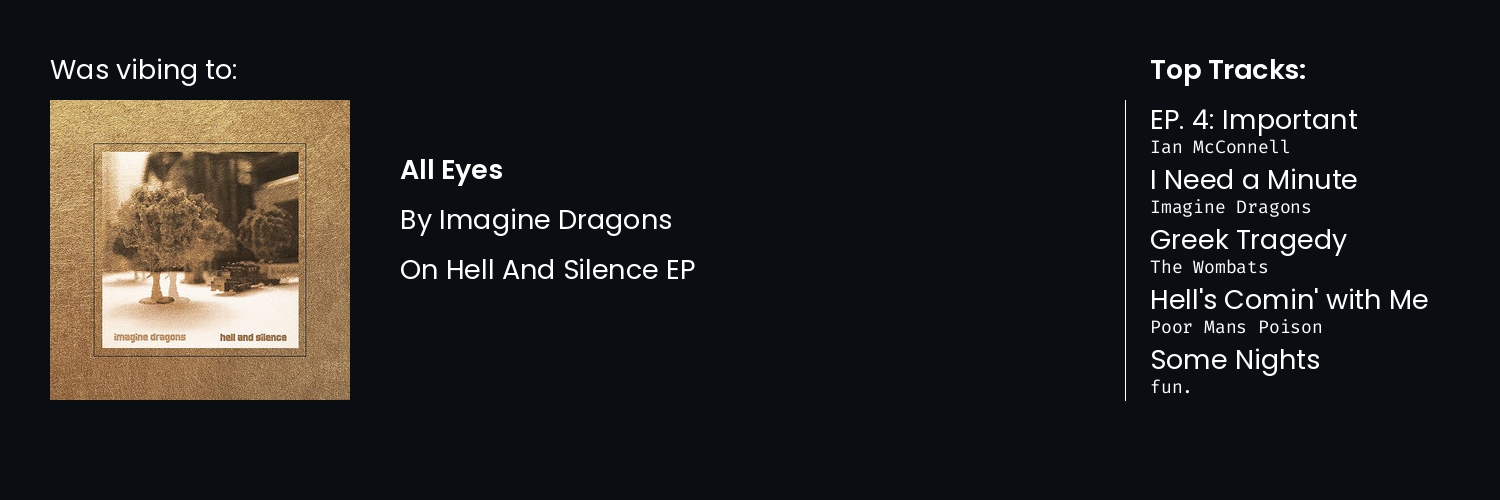 Was vibing to:
imagine dragons
hell and silence
All Eyes
By Imagine Dragons
On Hell And Silence EP
Top Tracks:
EP. 4: Important
Ian McConnell
I Need a Minute
Imagine Dragons
Greek Tragedy
The Wombats
Hell's Comin' with Me
Poor Mans Poison
Some Nights
fun.